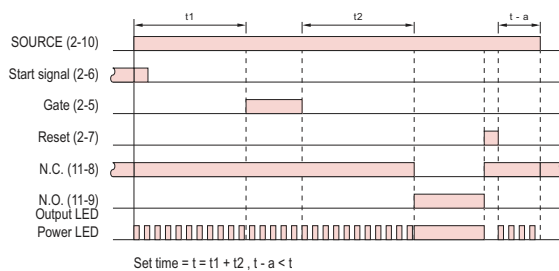 t1 t2 t - a
SOURCE (2-10)
Start signal (2-6)
Gate (2-5)
Reset (2-7)
N.C. (11-8)
N.O. (11-9)
Output LED
Power LED
Set time = t = t1 + t2 , t - a < t